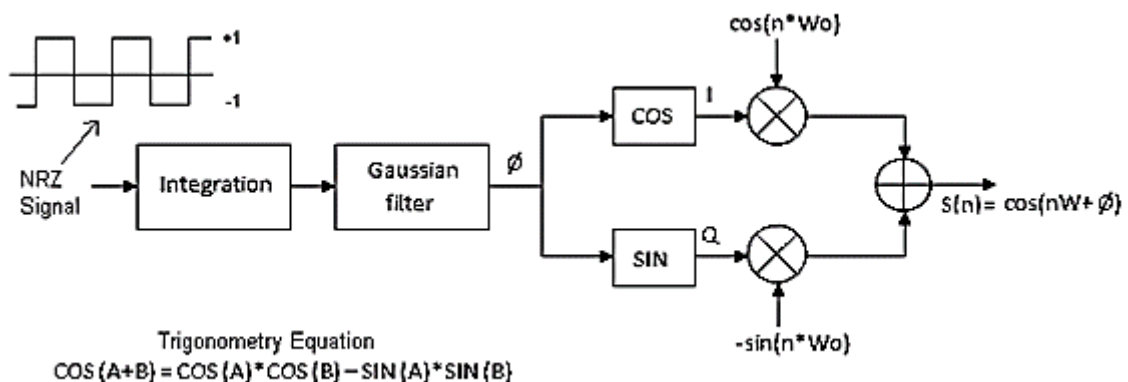 +1
-1
NRZ
Signal
Integration
Gaussian
filter
ø
COS
I
cos(n*Wo)
SIN
Q
-sin(n*Wo)
S(n)= cos(nW+ Ø)
Trigonometry Equation
COS (A+B) = COS (A)* COS (B) – SIN (A)* SIN (B)